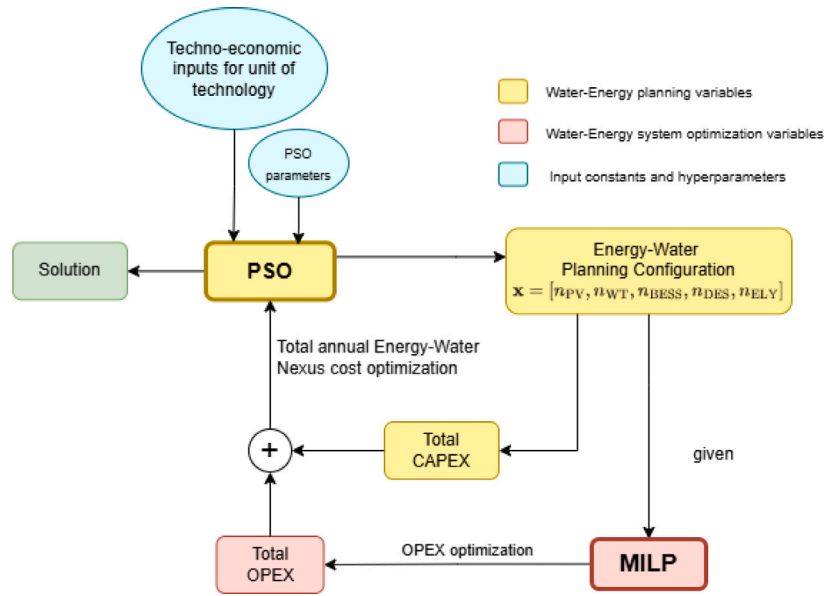 Techno-economic
inputs for unit of
technology
PSO
parameters
Water-Energy planning variables
Water-Energy system optimization variables
Input constants and hyperparameters
Solution
PSO
Energy-Water
Planning Configuration
𝐱 = [n_PV, n_WT, n_BESS, n_DES, n_ELY]
Total annual Energy-Water
Nexus cost optimization
+
Total
CAPEX
given
Total
OPEX
OPEX optimization
MILP